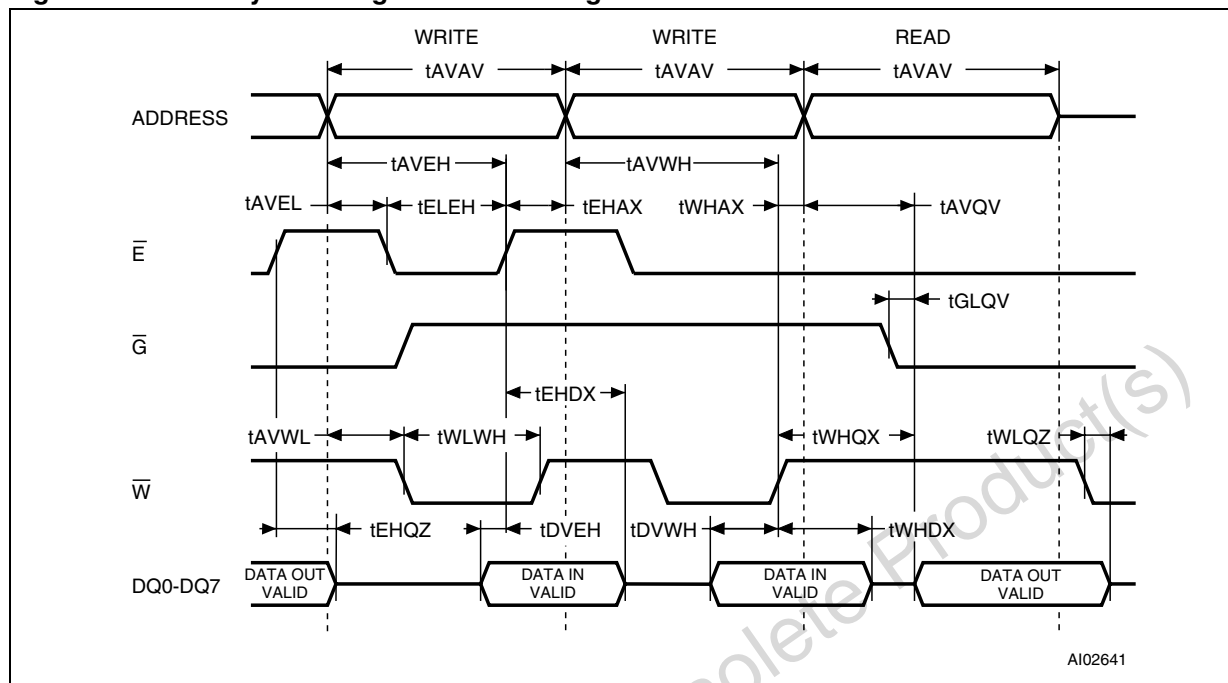 WRITE WRITE READ
tAVAV tAVAV tAVAV
ADDRESS
tAVEH tAVWH
tAVEL tELEH tEHAX tWHAX tAVQV
E
tGLQV
G
tEHDX
tAVWL tWLWH tWHQX tWLQZ
W
tEHQZ tDVEH tDVWH tWHDX
DQ0-DQ7
DATA OUT DATA IN DATA IN DATA OUT
VALID VALID VALID VALID
AI02641
Product(s)